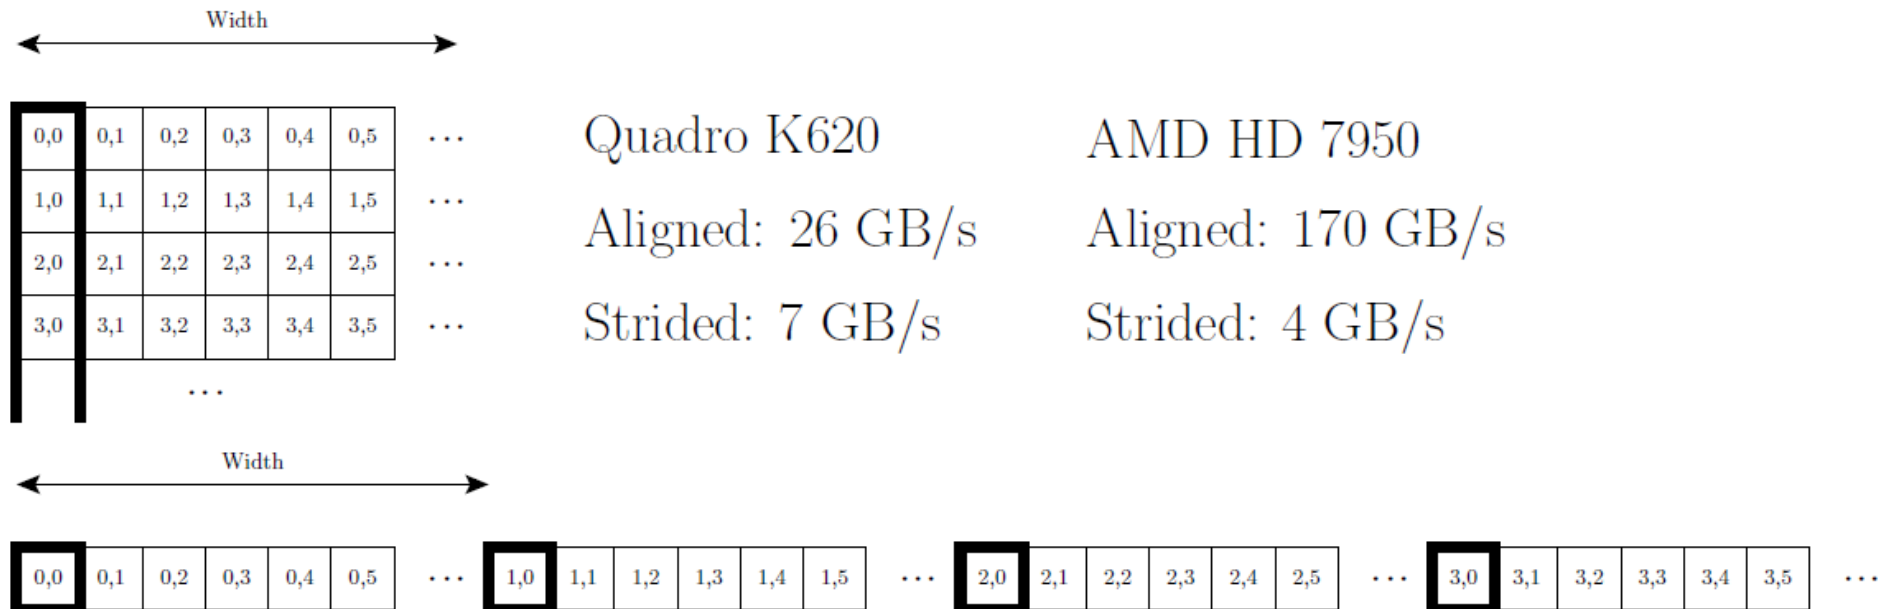 Width
0,0 0,1 0,2 0,3 0,4 0,5 ...
1,0 1,1 1,2 1,3 1,4 1,5 ...
2,0 2,1 2,2 2,3 2,4 2,5 ...
3,0 3,1 3,2 3,3 3,4 3,5 ...
...
Quadro K620
Aligned: 26 GB/s
Strided: 7 GB/s
AMD HD 7950
Aligned: 170 GB/s
Strided: 4 GB/s
Width
0,0 0,1 0,2 0,3 0,4 0,5 ... 1,0 1,1 1,2 1,3 1,4 1,5 ... 2,0 2,1 2,2 2,3 2,4 2,5 ... 3,0 3,1 3,2 3,3 3,4 3,5 ...